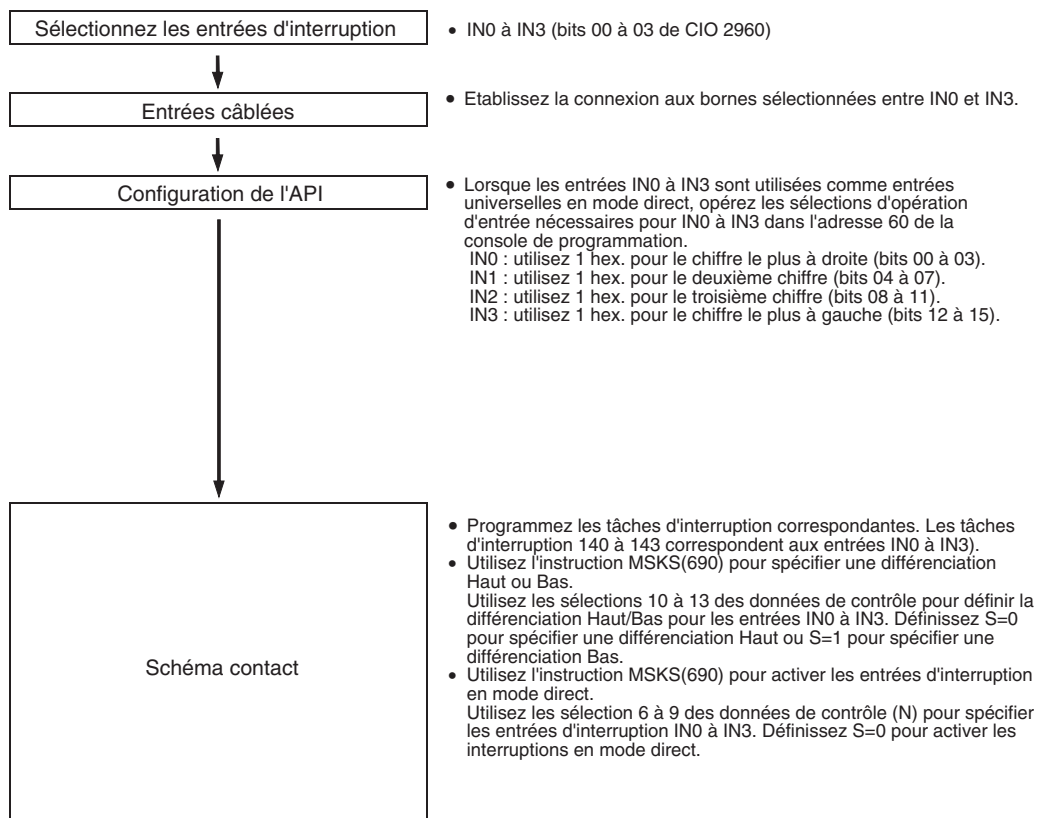 Sélectionnez les entrées d'interruption
• IN0 à IN3 (bits 00 à 03 de CIO 2960)
Entrées câblées
• Etablissez la connexion aux bornes sélectionnées entre IN0 et IN3.
Configuration de l'API
• Lorsque les entrées IN0 à IN3 sont utilisées comme entrées
universelles en mode direct, opérez les sélections d'opération
d'entrée nécessaires pour IN0 à IN3 dans l'adresse 60 de la
console de programmation.
IN0 : utilisez 1 hex. pour le chiffre le plus à droite (bits 00 à 03).
IN1 : utilisez 1 hex. pour le deuxième chiffre (bits 04 à 07).
IN2 : utilisez 1 hex. pour le troisième chiffre (bits 08 à 11).
IN3 : utilisez 1 hex. pour le chiffre le plus à gauche (bits 12 à 15).
Schéma contact
• Programmez les tâches d'interruption correspondantes. Les tâches
d'interruption 140 à 143 correspondent aux entrées IN0 à IN3).
• Utilisez l'instruction MSKS(690) pour spécifier une différenciation
Haut ou Bas.
Utilisez les sélections 10 à 13 des données de contrôle pour définir la
différenciation Haut/Bas pour les entrées IN0 à IN3. Définissez S=0
pour spécifier une différenciation Haut ou S=1 pour spécifier une
différenciation Bas.
• Utilisez l'instruction MSKS(690) pour activer les entrées d'interruption
en mode direct.
Utilisez les sélection 6 à 9 des données de contrôle (N) pour spécifier
les entrées d'interruption IN0 à IN3. Définissez S=0 pour activer les
interruptions en mode direct.